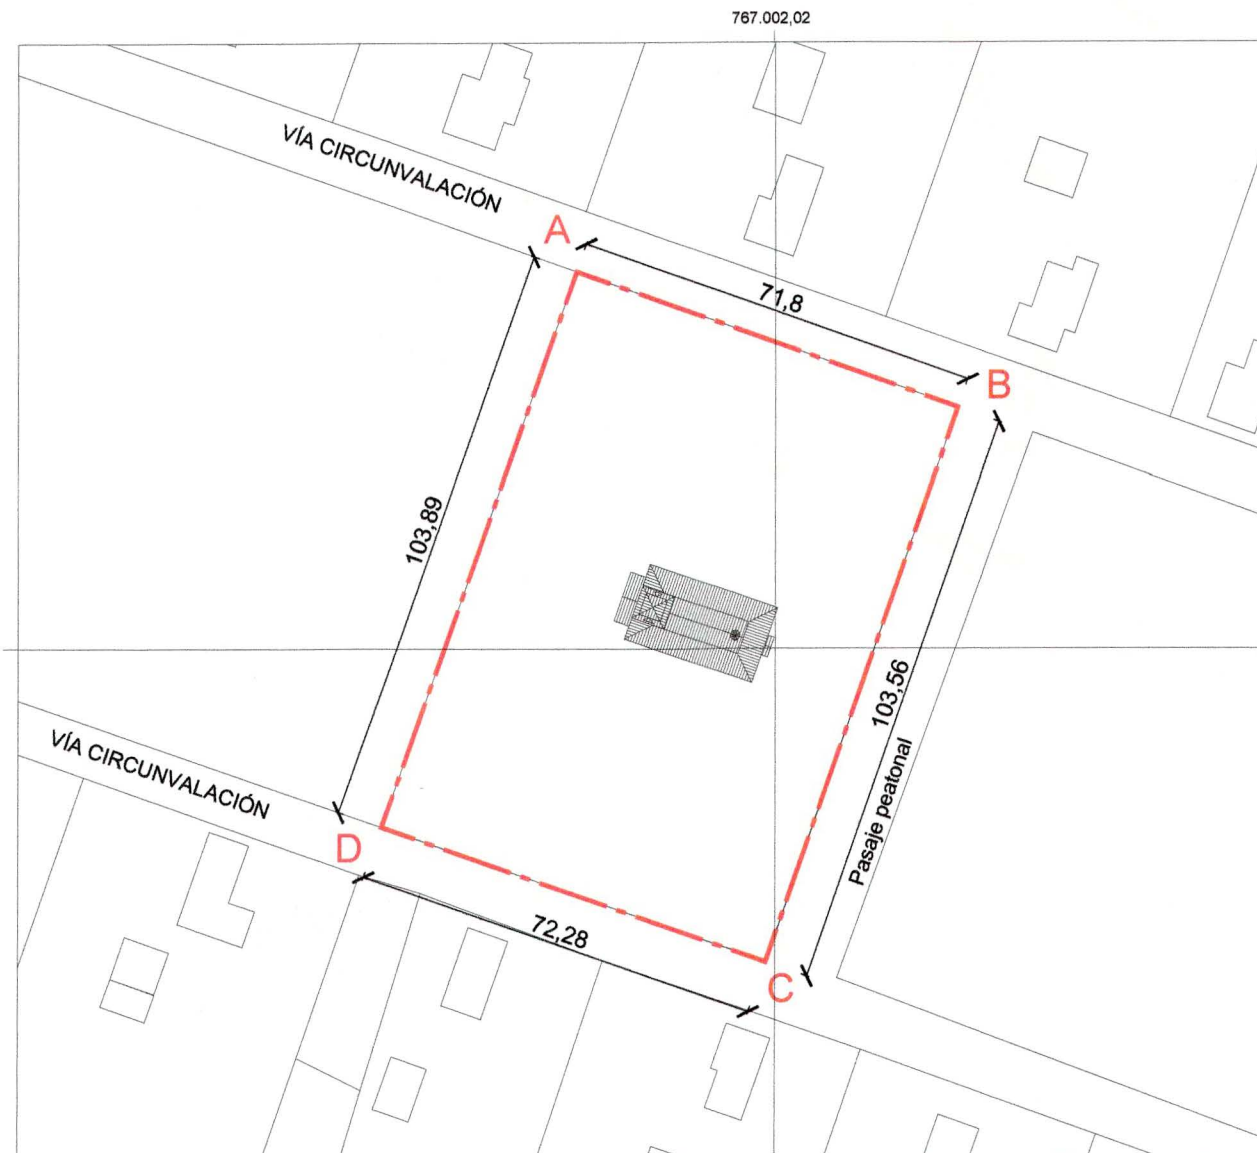 767.002,02
VÍA CIRCUNVALACIÓN
A
71,8
B
103,89
103,56
Pasaje peatonal
VÍA CIRCUNVALACIÓN
D
72,28
C